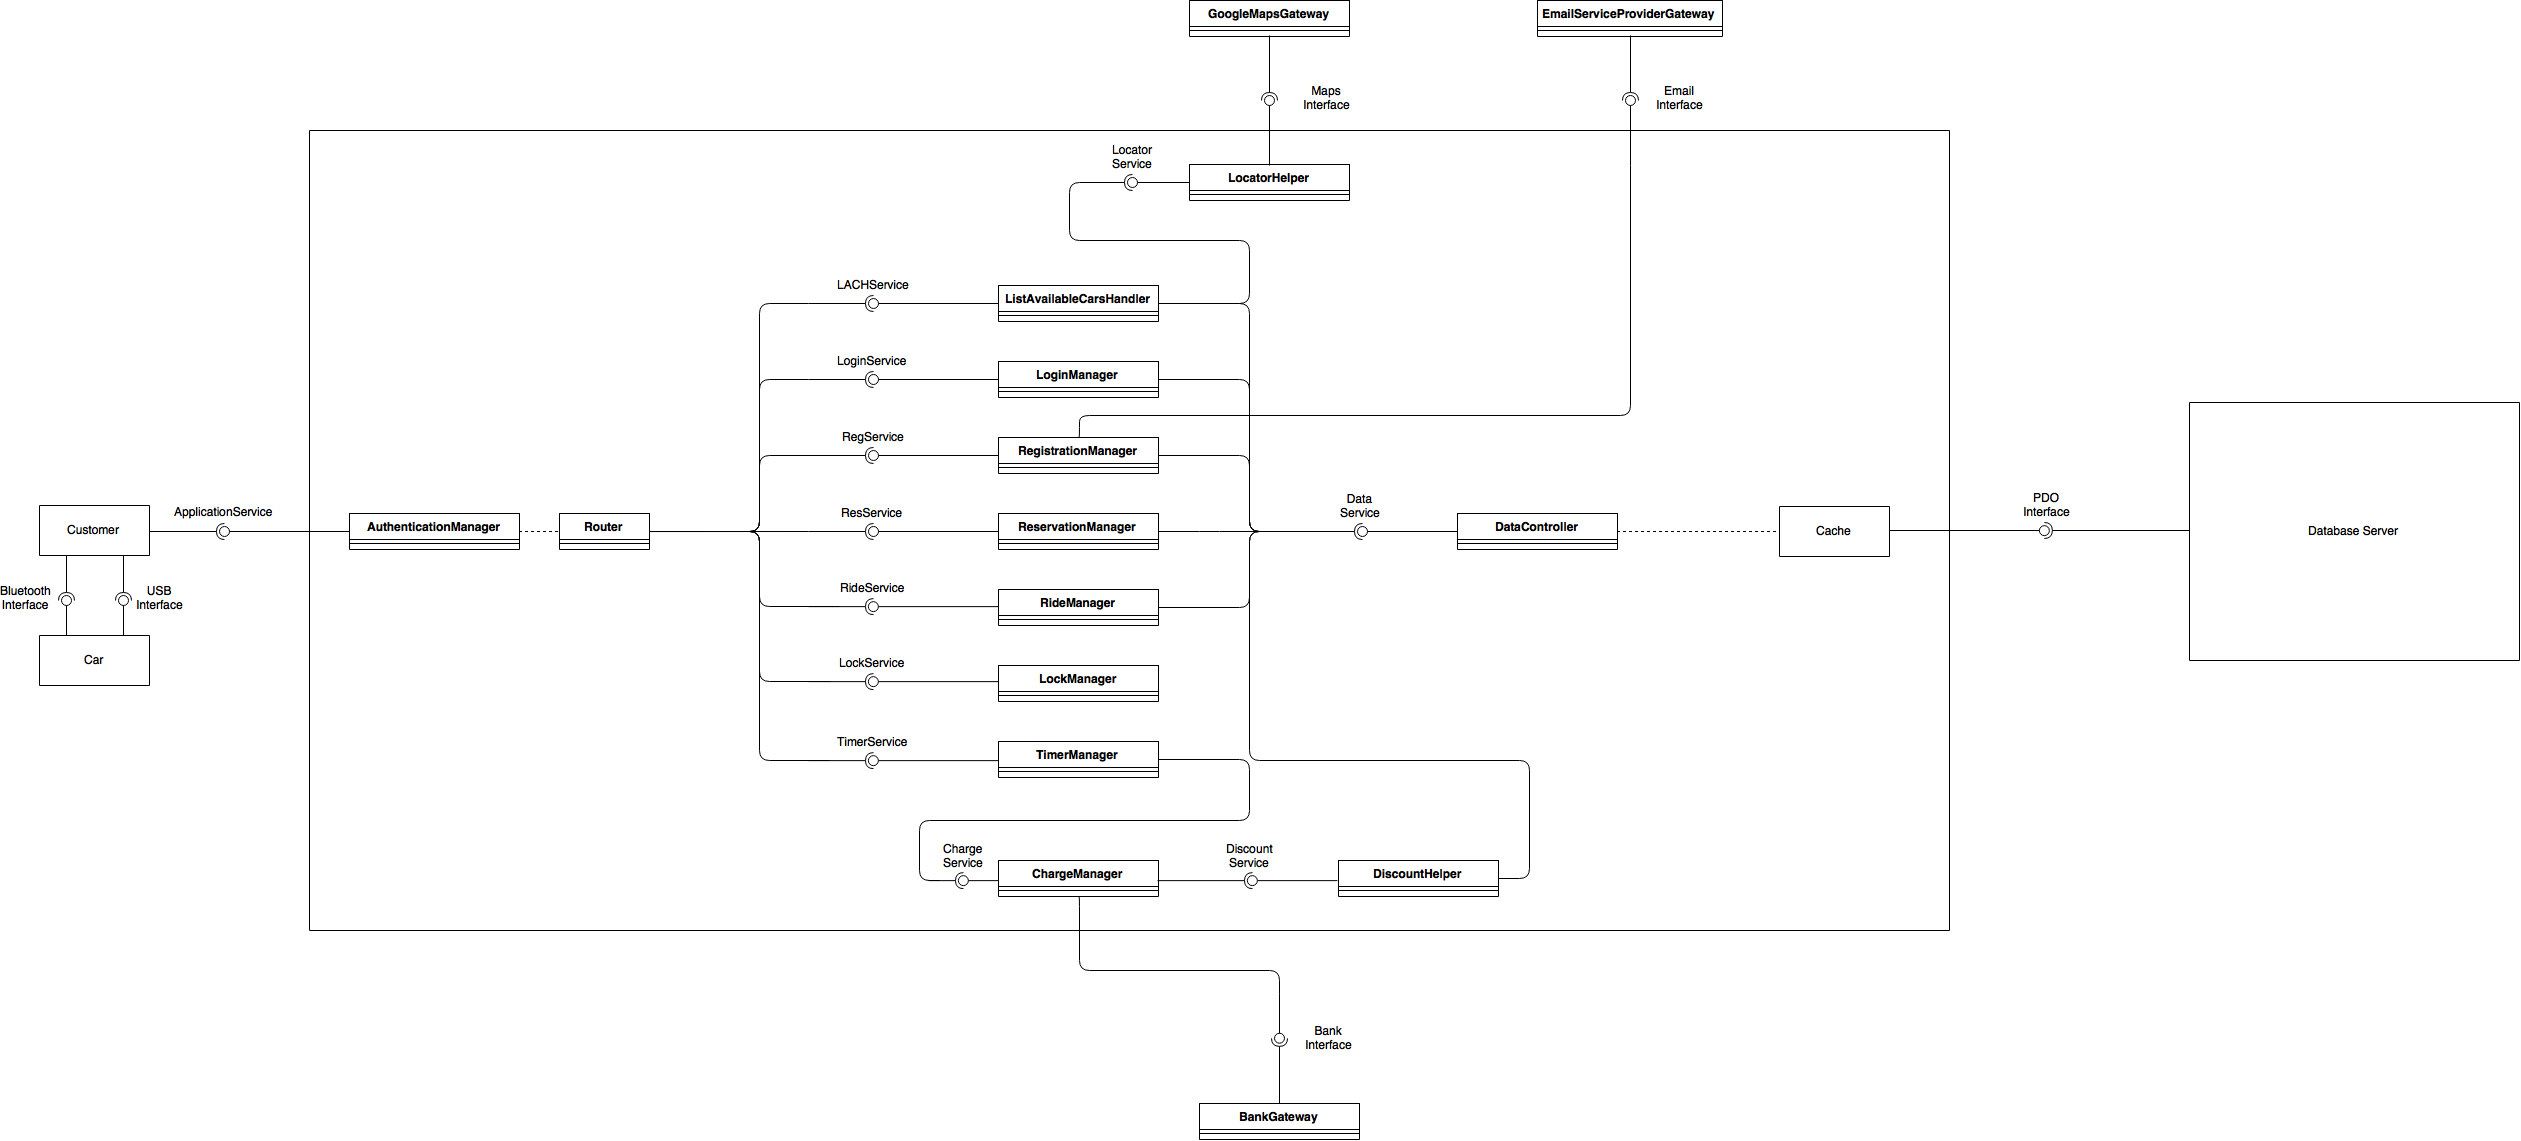 GoogleMapsGateway
EmailServiceProviderGateway
Maps
Interface
Email
Interface
Locator
Service
LocatorHelper
LACHService
ListAvailableCarsHandler
LoginService
LoginManager
RegService
RegistrationManager
Customer
ApplicationService
AuthenticationManager
Router
ResService
ReservationManager
Data
Service
DataController
Cache
PDO
Interface
Database Server
Bluetooth
Interface
USB
Interface
Car
RideService
RideManager
LockService
LockManager
TimerService
TimerManager
Charge
Service
ChargeManager
Discount
Service
DiscountHelper
Bank
Interface
BankGateway